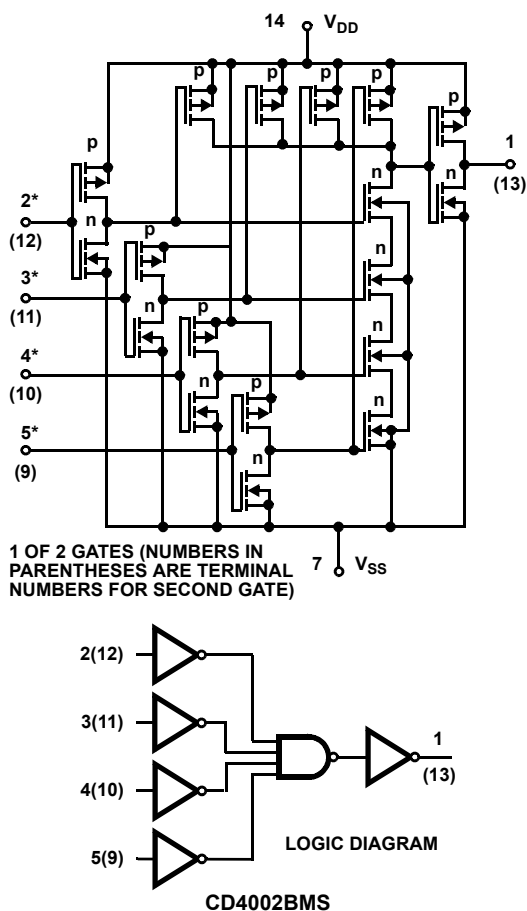 14 VDD
p
p p p p
p
1
(13)
p
2*
(12)
n
n
n
p
3*
(11)
n
n
p
4*
(10)
n
n
p
5*
(9)
n
n
1 OF 2 GATES (NUMBERS IN
PARENTHESES ARE TERMINAL
NUMBERS FOR SECOND GATE)
7 VSS
2(12)
3(11)
1
(13)
4(10)
5(9)
LOGIC DIAGRAM
CD4002BMS